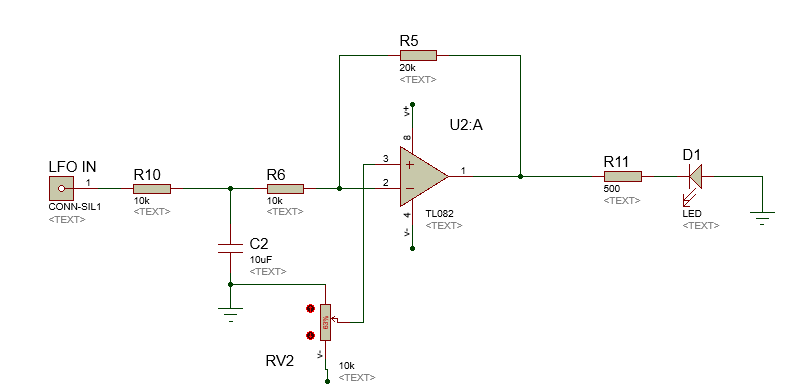 R5
20k
<TEXT>
V+
8
U2:A
3
2
1
4
V-
TL082
<TEXT>
LFO IN
1
CONN-SIL1
<TEXT>
R10
10k
<TEXT>
R6
10k
<TEXT>
R11
500
<TEXT>
D1
LED
<TEXT>
C2
10uF
<TEXT>
63%
RV2
V-
10k
<TEXT>